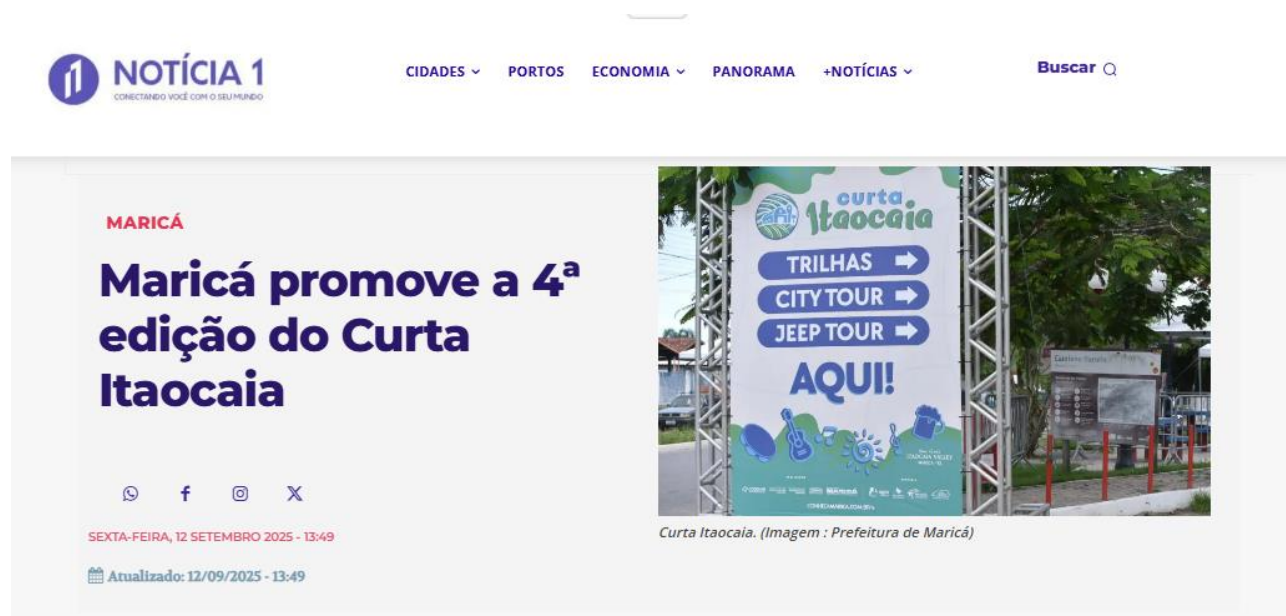 NOTÍCIA 1
CONECTANDO VOCÊ COM O SEU MUNDO
CIDADES
PORTOS
ECONOMIA
PANORAMA
+NOTÍCIAS
Buscar
MARICÁ
Maricá promove a 4ª
edição do Curta
Itaocaia
SEXTA-FEIRA, 12 SETEMBRO 2025 - 13:49
Atualizado: 12/09/2025 - 13:49
curta
Itaocaia
TRILHAS
CITY TOUR
JEEP TOUR
AQUI!
Curta Itaocaia. (Imagem : Prefeitura de Maricá)